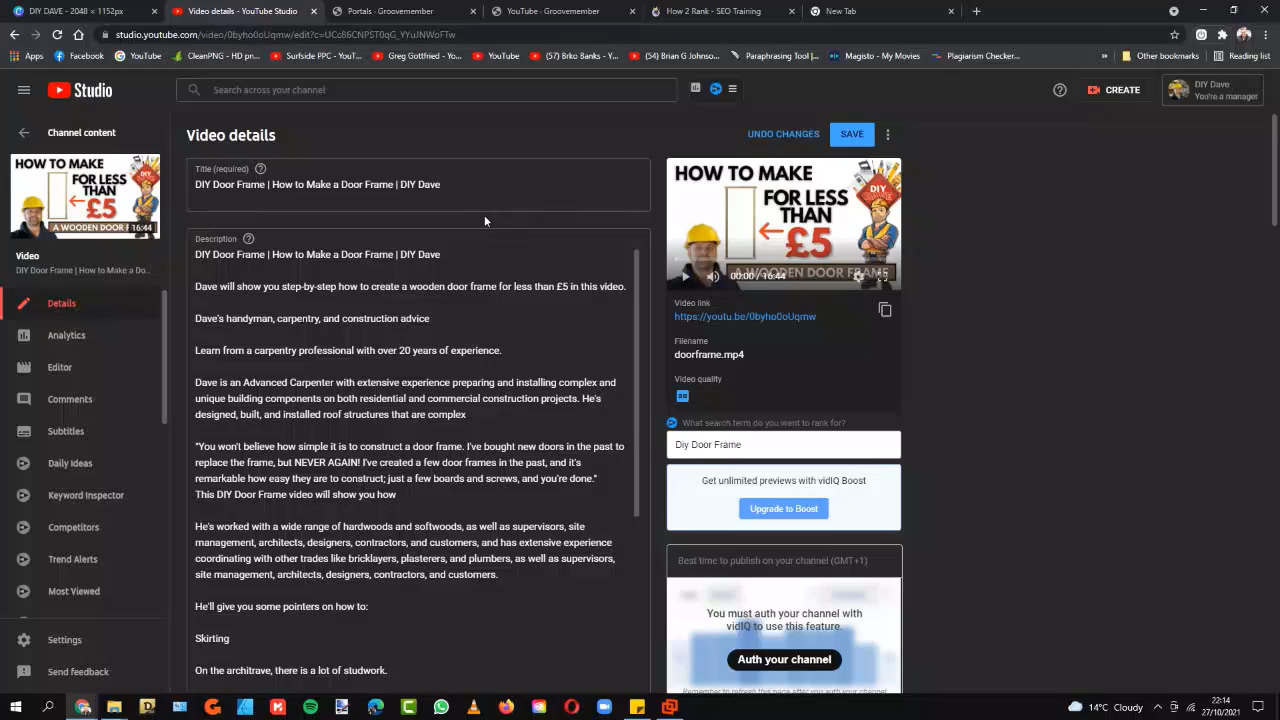 DIY DAVE - 2048 × 1152px
Video details - YouTube Studio
Portals - Groovemember
YouTube - Groovemember
How 2 Rank - SEO Training
New Tab
studio.youtube.com/video/0byho0oUqmw/edit?c=UCc86CNPST0qG_YYuJNWoFTw
Apps
Facebook
YouTube
CleanPNG - HD pn...
Surfside PPC - YouT...
Greg Gottfried - Yo...
(57) Brko Banks - Y...
(54) Brian G Johnso...
Paraphrasing Tool |...
Magisto - My Movies
Plagiarism Checker...
Other bookmarks
Reading list
Studio
Search across your channel
CREATE
DIY Dave
You're a manager
Channel content
Video details
UNDO CHANGES
SAVE
HOW TO MAKE
FOR LESS
THAN
£5
A WOODEN DOOR F
16:44
Video
DIY Door Frame | How to Make a Do...
Details
Analytics
Editor
Comments
Subtitles
Daily Ideas
Keyword Inspector
Competitors
Trend Alerts
Most Viewed
Settings
Send feedback
Title (required)
DIY Door Frame | How to Make a Door Frame | DIY Dave
Description
DIY Door Frame | How to Make a Door Frame | DIY Dave
Dave will show you step-by-step how to create a wooden door frame for less than £5 in this video.
Dave's handyman, carpentry, and construction advice
Learn from a carpentry professional with over 20 years of experience.
Dave is an Advanced Carpenter with extensive experience preparing and installing complex and
unique building components on both residential and commercial construction projects. He's
designed, built, and installed roof structures that are complex
"You won't believe how simple it is to construct a door frame. I've bought new doors in the past to
replace the frame, but NEVER AGAIN! I've created a few door frames in the past, and it's
remarkable how easy they are to construct; just a few boards and screws, and you're done."
This DIY Door Frame video will show you how
He's worked with a wide range of hardwoods and softwoods, as well as supervisors, site
management, architects, designers, contractors, and customers, and has extensive experience
coordinating with other trades like bricklayers, plasterers, and plumbers, as well as supervisors,
site management, architects, designers, contractors, and customers.
He'll give you some pointers on how to:
Skirting
On the architrave, there is a lot of studwork.
HOW TO MAKE
FOR LESS
THAN
£5
DIY
DAVE
A WOODEN DOOR FRAME
00:00 / 16:44
Video link
https://youtu.be/0byho0oUqmw
Filename
doorframe.mp4
Video quality
What search term do you want to rank for?
Diy Door Frame
Get unlimited previews with vidIQ Boost
Upgrade to Boost
Best time to publish on your channel (GMT+1)
You must auth your channel with
vidIQ to use this feature.
Auth your channel
Remember to refresh this page after you auth your channel
14°C Cloudy
22:14
27/10/2021